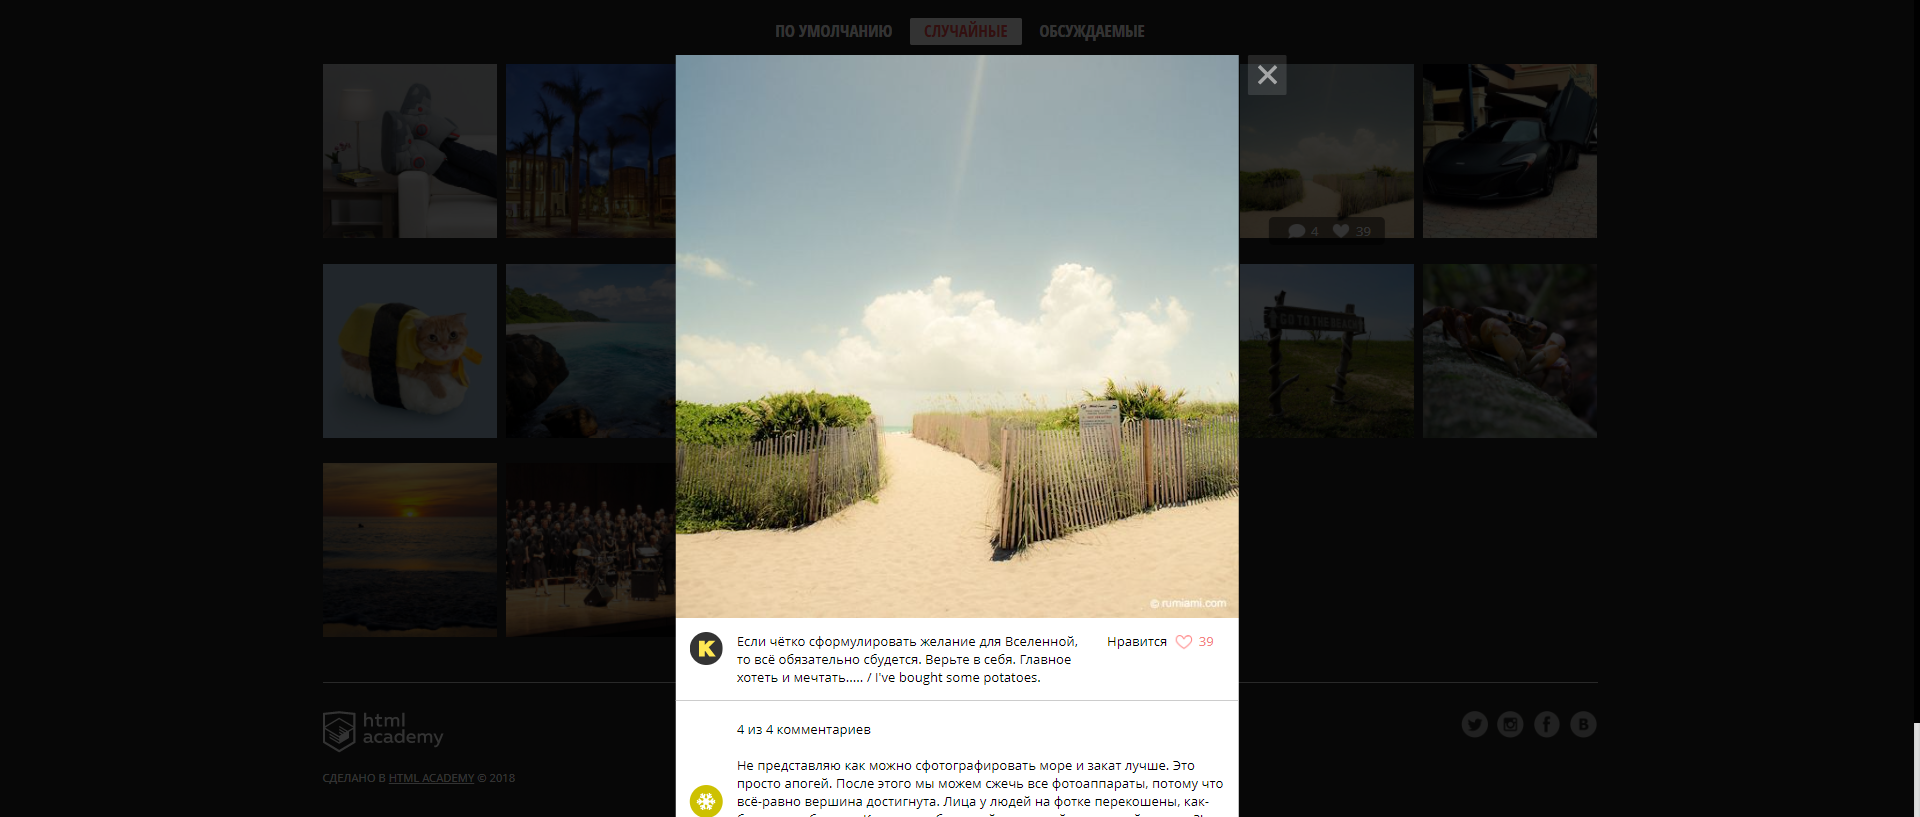 ПО УМОЛЧАНИЮ СЛУЧАЙНЫЕ ОБСУЖДАЕМЫЕ
4 39
GO TO THE BEACH
© rumiami.com
Если чётко сформулировать желание для Вселенной,
то всё обязательно сбудется. Верьте в себя. Главное
хотеть и мечтать..... / I've bought some potatoes.
Нравится 39
4 из 4 комментариев
Не представляю как можно сфотографировать море и закат лучше. Это
просто апогей. После этого мы можем сжечь все фотоаппараты, потому что
всё-равно вершина достигнута. Лица у людей на фотке перекошены, как-
html
academy
СДЕЛАНО В HTML ACADEMY © 2018